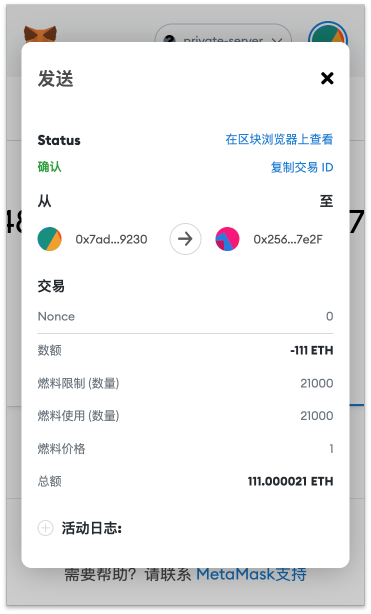 private-server
发送
Status
在区块浏览器上查看
确认
复制交易 ID
从
至
0x7ad...9230
0x256...7e2F
交易
Nonce
0
数额
-111 ETH
燃料限制 (数量)
21000
燃料使用 (数量)
21000
燃料价格
1
总额
111.000021 ETH
活动日志:
需要帮助？请联系 MetaMask支持